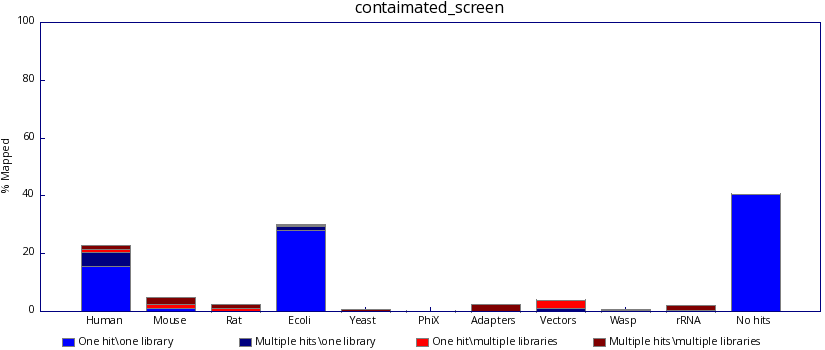 contaimated_screen
100
80
60
40
20
0
% Mapped
Human Mouse Rat Ecoli Yeast PhiX Adapters Vectors Wasp rRNA No hits
One hit\one library Multiple hits\one library One hit\multiple libraries Multiple hits\multiple libraries